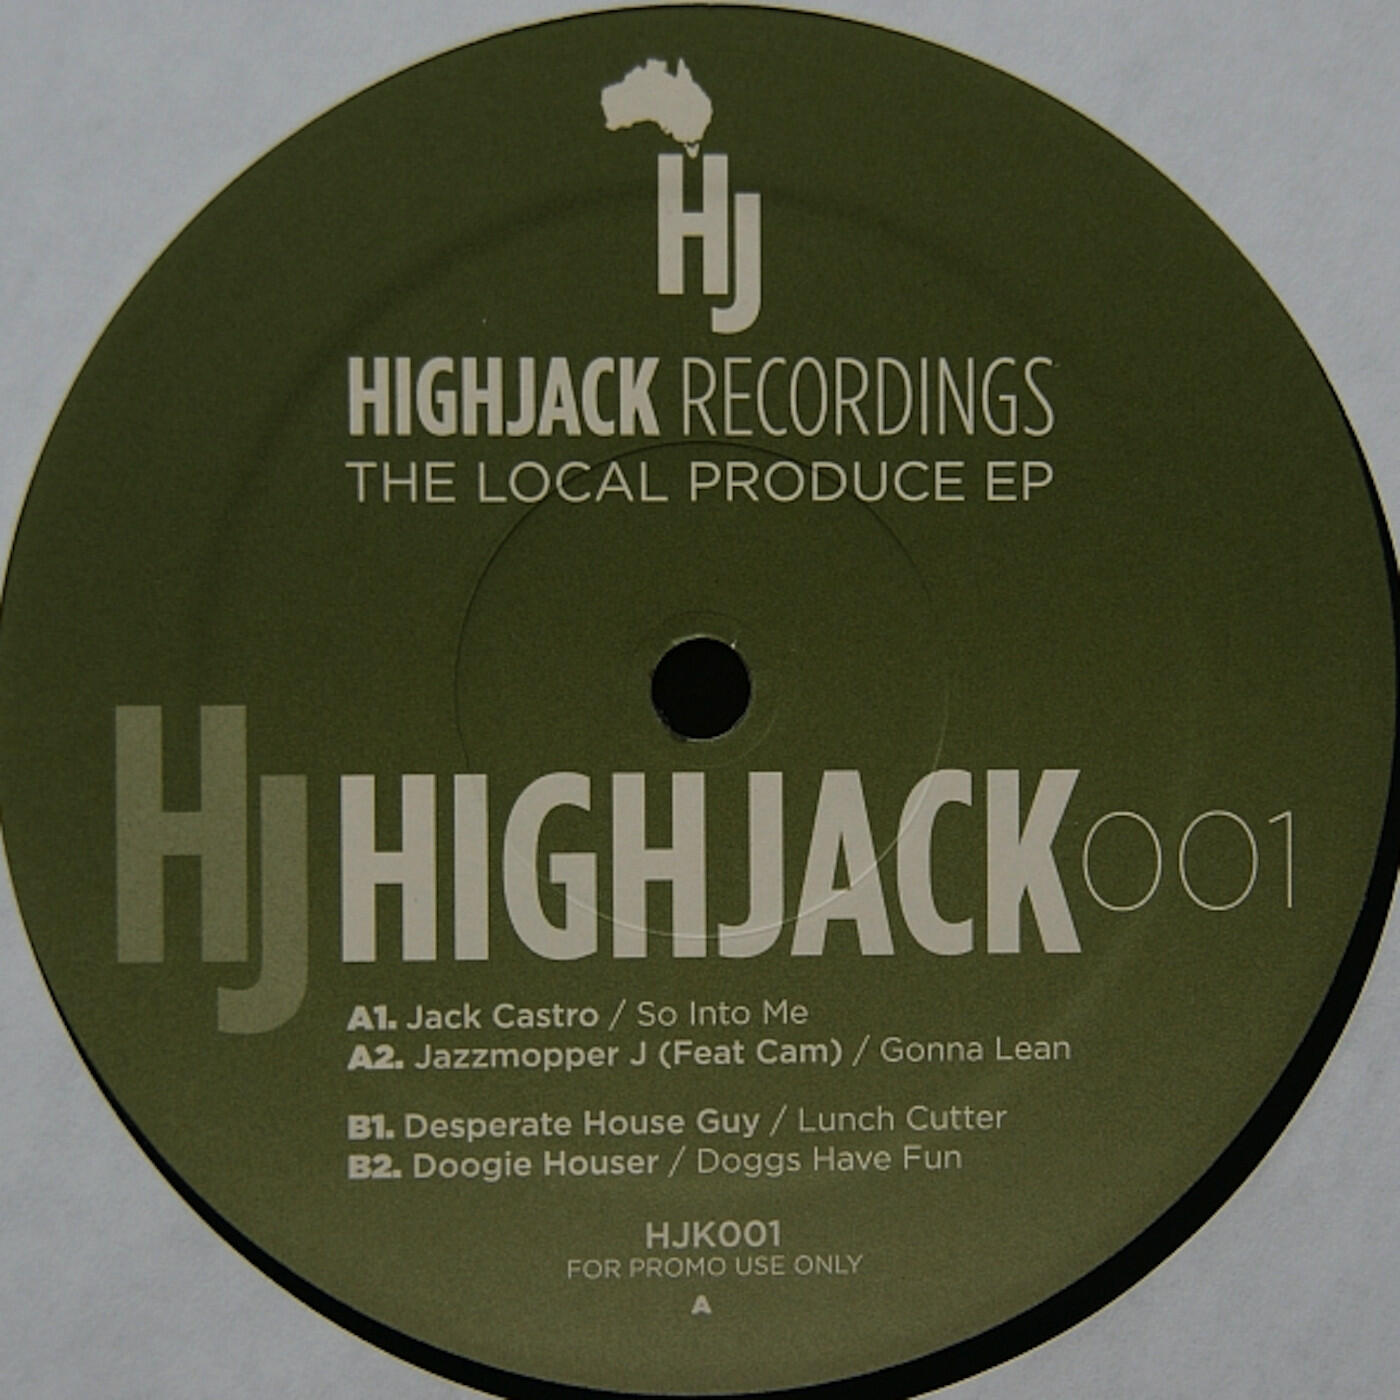 HJ
HIGHJACK RECORDINGS
THE LOCAL PRODUCE EP
HJ HIGHJACK001
A1. Jack Castro / So Into Me
A2. Jazzmopper J (Feat Cam) / Gonna Lean
B1. Desperate House Guy / Lunch Cutter
B2. Doogie Houser / Doggs Have Fun
HJK001
FOR PROMO USE ONLY
A